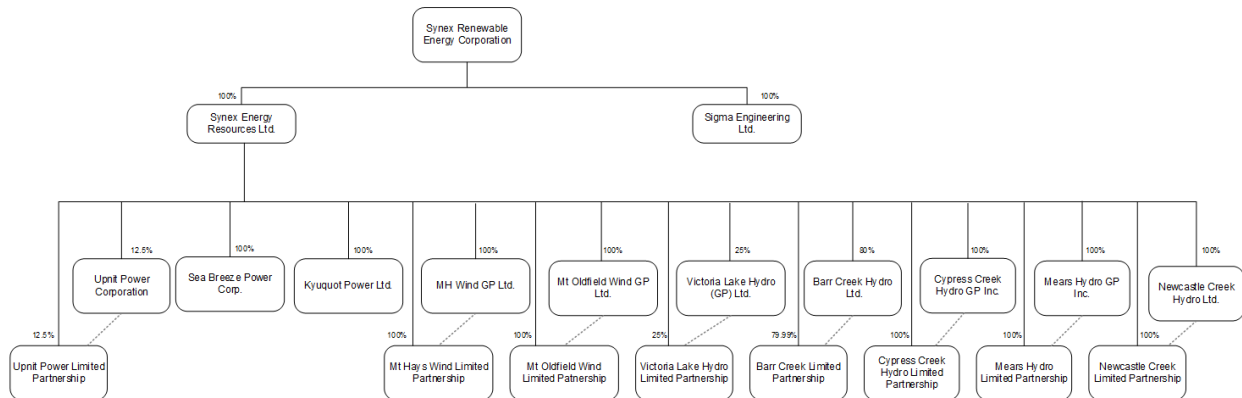 Synex Renewable
Energy Corporation
100%
Synex Energy
Resources Ltd.
100%
Sigma Engineering
Ltd.
12.5%
Upnit Power
Corporation
100%
Sea Breeze Power
Corp.
100%
Kyuquot Power Ltd.
100%
MH Wind GP Ltd.
100%
Mt Oldfield Wind GP
Ltd.
25%
Victoria Lake Hydro
(GP) Ltd.
80%
Barr Creek Hydro
Ltd.
100%
Cypress Creek
Hydro GP Inc.
100%
Mears Hydro GP
Inc.
100%
Newcastle Creek
Hydro Ltd.
12.5%
Upnit Power Limited
Partnership
100%
Mt Hays Wind Limited
Partnership
100%
Mt Oldfield Wind
Limited Patnership
25%
Victoria Lake Hydro
Limited Partnership
79.99%
Barr Creek Limited
Partnership
100%
Cypress Creek
Hydro Limited
Partnership
100%
Mears Hydro
Limited Partnership
100%
Newcastle Creek
Limited Partnership